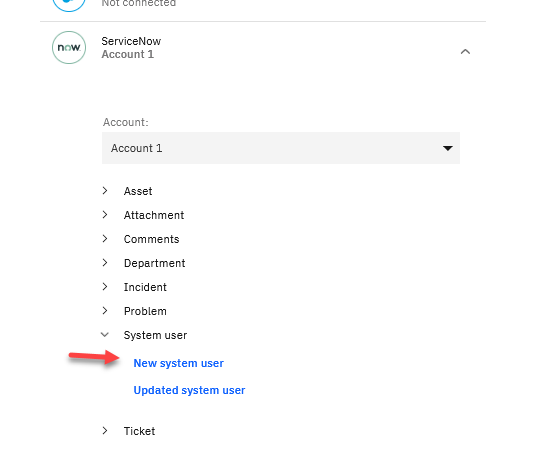 Not connected
now.
ServiceNow
Account 1
Account:
Account 1
Asset
Attachment
Comments
Department
Incident
Problem
System user
New system user
Updated system user
Ticket